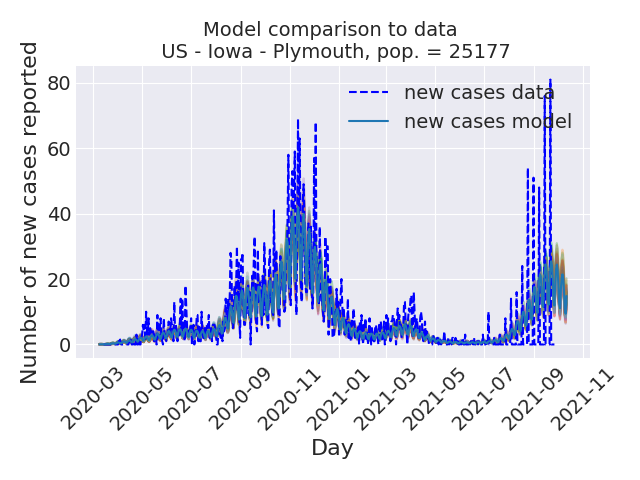 Model comparison to data
US - Iowa - Plymouth, pop. = 25177
new cases data
new cases model
Number of new cases reported
80
60
40
20
0
2020-03
2020-05
2020-07
2020-09
2020-11
2021-01
2021-03
2021-05
2021-07
2021-09
2021-11
Day